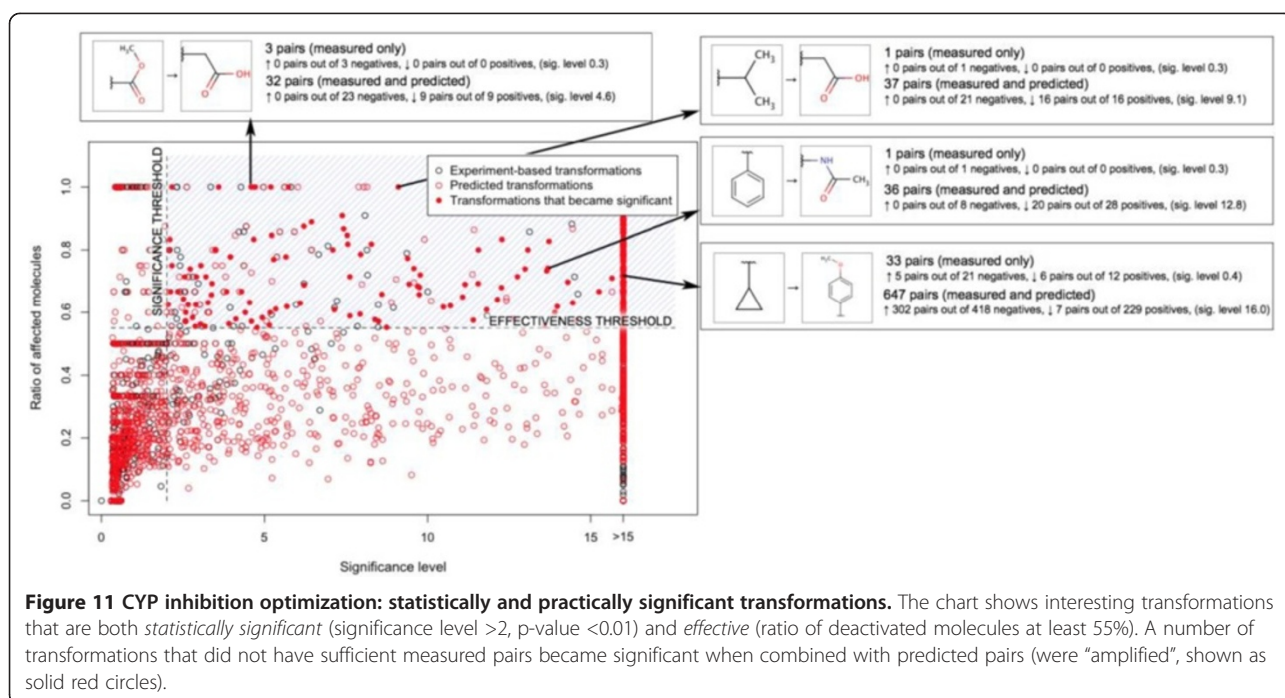 H₃C
O
O
OH
O
3 pairs (measured only)
↑ 0 pairs out of 3 negatives, ↓ 0 pairs out of 0 positives, (sig. level 0.3)
32 pairs (measured and predicted)
↑ 0 pairs out of 23 negatives, ↓ 9 pairs out of 9 positives, (sig level 4.6)
CH₃
CH₃
OH
O
1 pairs (measured only)
↑ 0 pairs out of 1 negatives, ↓ 0 pairs out of 0 positives, (sig. level 0.3)
37 pairs (measured and predicted)
↑ 0 pairs out of 21 negatives, ↓ 16 pairs out of 16 positives, (sig level 9.1)
NH
CH₃
O
1 pairs (measured only)
↑ 0 pairs out of 1 negatives, ↓ 0 pairs out of 0 positives, (sig. level 0.3)
36 pairs (measured and predicted)
↑ 0 pairs out of 8 negatives, ↓ 20 pairs out of 28 positives, (sig level 12.8)
H₃C
O
33 pairs (measured only)
↑ 5 pairs out of 21 negatives, ↓ 6 pairs out of 12 positives, (sig level 0.4)
647 pairs (measured and predicted)
↑ 302 pairs out of 418 negatives, ↓ 7 pairs out of 229 positives, (sig level 16.0)
Experiment-based transformations
Predicted transformations
Transformations that became significant
SIGNIFICANCE THRESHOLD
EFFECTIVENESS THRESHOLD
Ratio of affected molecules
1.0
0.8
0.6
0.4
0.2
0.0
0 5 10 15 >15
Significance level
Figure 11 CYP inhibition optimization: statistically and practically significant transformations. The chart shows interesting transformations
that are both statistically significant (significance level >2, p-value <0.01) and effective (ratio of deactivated molecules at least 55%). A number of
transformations that did not have sufficient measured pairs became significant when combined with predicted pairs (were “amplified”, shown as
solid red circles).